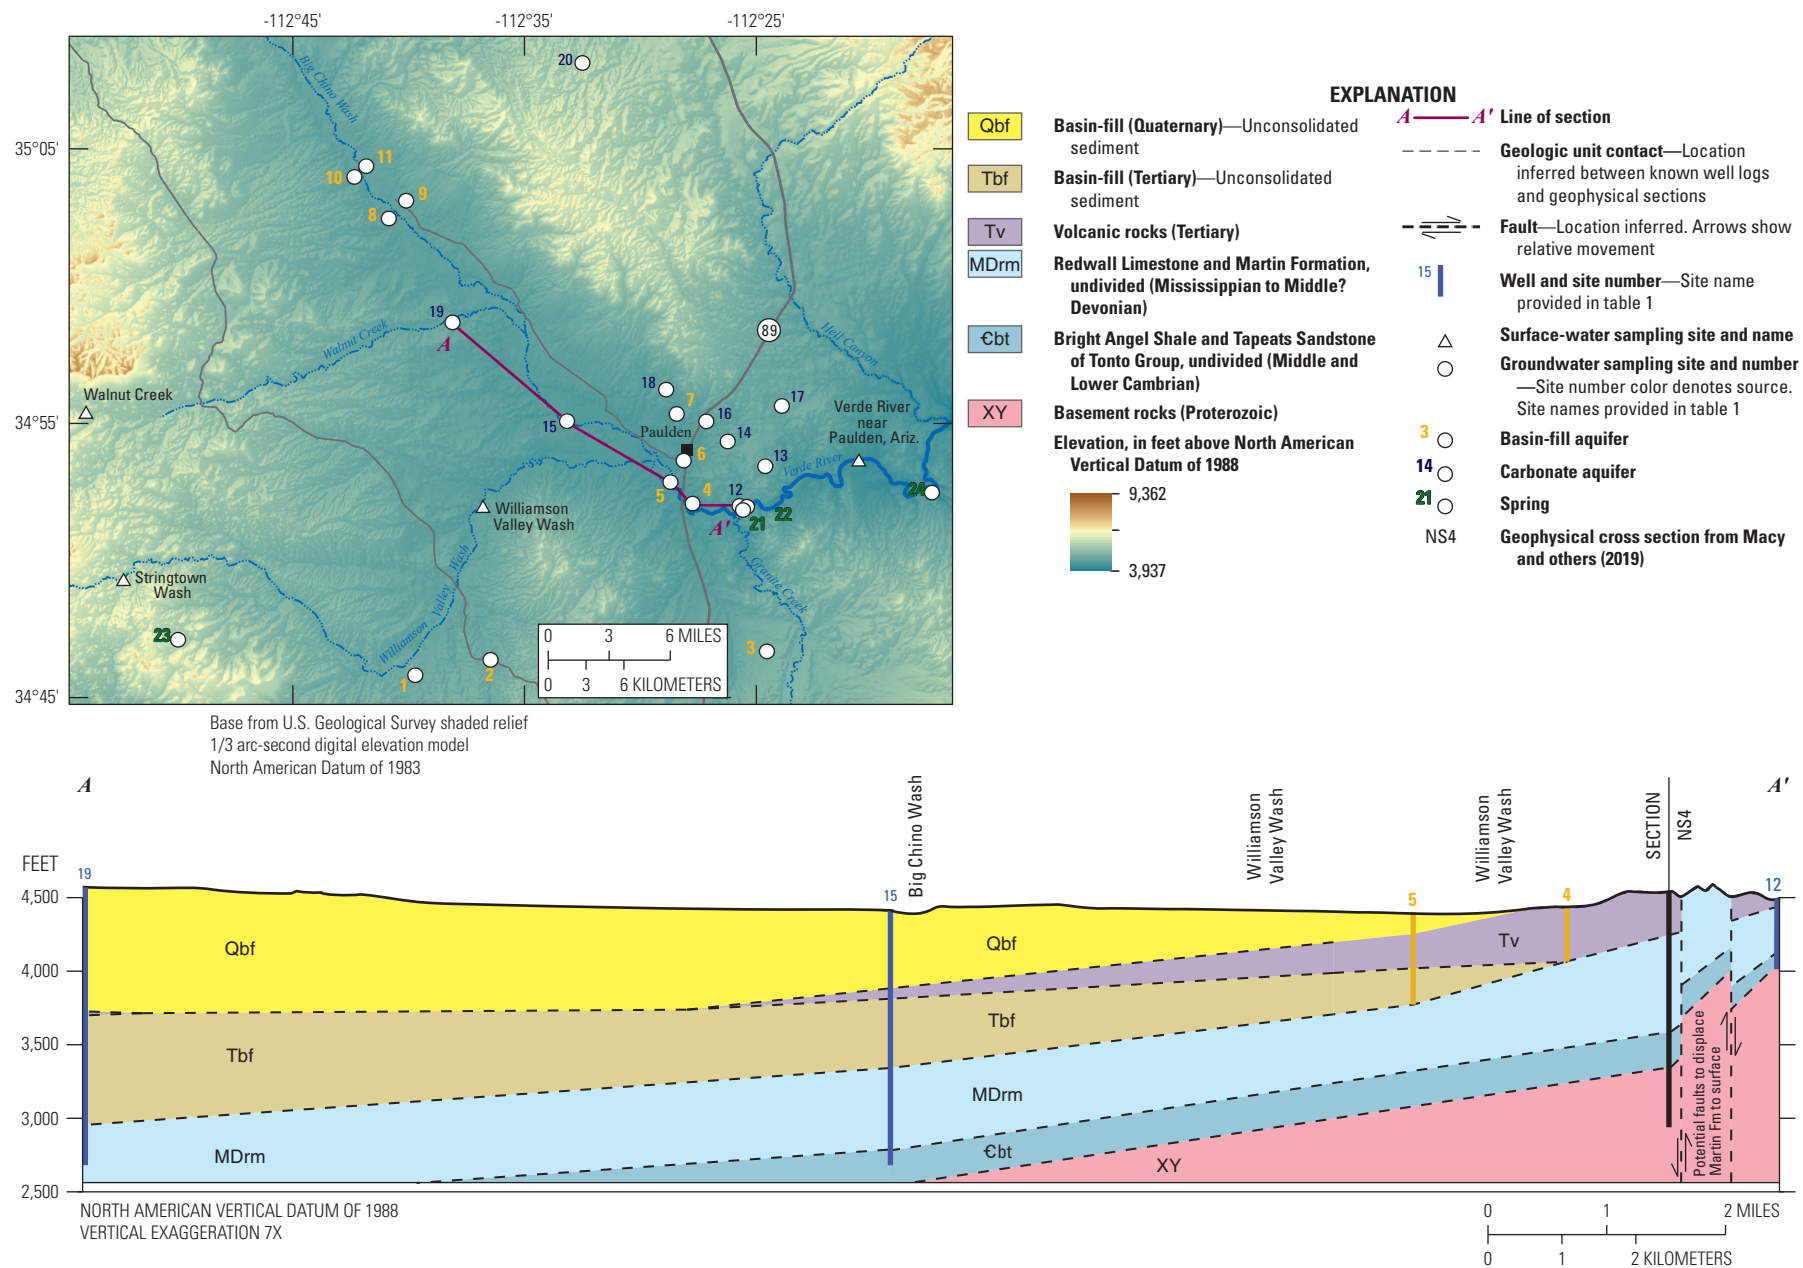 -112°45'
-112°35'
-112°25'
35°05'
34°55'
34°45'
Big Chino Wash
20
11
10
9
8
19
A
Walnut Creek
Hell Canyon
89
Walnut Creek
18
7
17
16
15
Paulden
14
Verde River
near
Paulden, Ariz.
6
13
Verde River
5
4
12
24
22
21
A'
Williamson
Valley Wash
Stringtown
Wash
Williamson Valley Wash
Granite Creek
23
1
2
3
0 3 6 MILES
0 3 6 KILOMETERS
Base from U.S. Geological Survey shaded relief
1/3 arc-second digital elevation model
North American Datum of 1983
EXPLANATION
Qbf
Basin-fill (Quaternary)—Unconsolidated
sediment
Tbf
Basin-fill (Tertiary)—Unconsolidated
sediment
Tv
Volcanic rocks (Tertiary)
MDrm
Redwall Limestone and Martin Formation,
undivided (Mississippian to Middle?
Devonian)
Єbt
Bright Angel Shale and Tapeats Sandstone
of Tonto Group, undivided (Middle and
Lower Cambrian)
XY
Basement rocks (Proterozoic)
Elevation, in feet above North American
Vertical Datum of 1988
9,362
3,937
A A' Line of section
Geologic unit contact—Location
inferred between known well logs
and geophysical sections
Fault—Location inferred. Arrows show
relative movement
15
Well and site number—Site name
provided in table 1
Surface-water sampling site and name
Groundwater sampling site and number
—Site number color denotes source.
Site names provided in table 1
3
Basin-fill aquifer
14
Carbonate aquifer
21
Spring
NS4
Geophysical cross section from Macy
and others (2019)
A
A'
Big Chino Wash
Williamson
Valley Wash
Williamson
Valley Wash
SECTION
NS4
FEET
19
15
5
4
12
4,500
4,000
3,500
3,000
2,500
Qbf
Qbf
Tv
Tbf
Tbf
MDrm
MDrm
Єbt
XY
Potential faults to displace
Martin Fm to surface
NORTH AMERICAN VERTICAL DATUM OF 1988
VERTICAL EXAGGERATION 7X
0 1 2 MILES
0 1 2 KILOMETERS